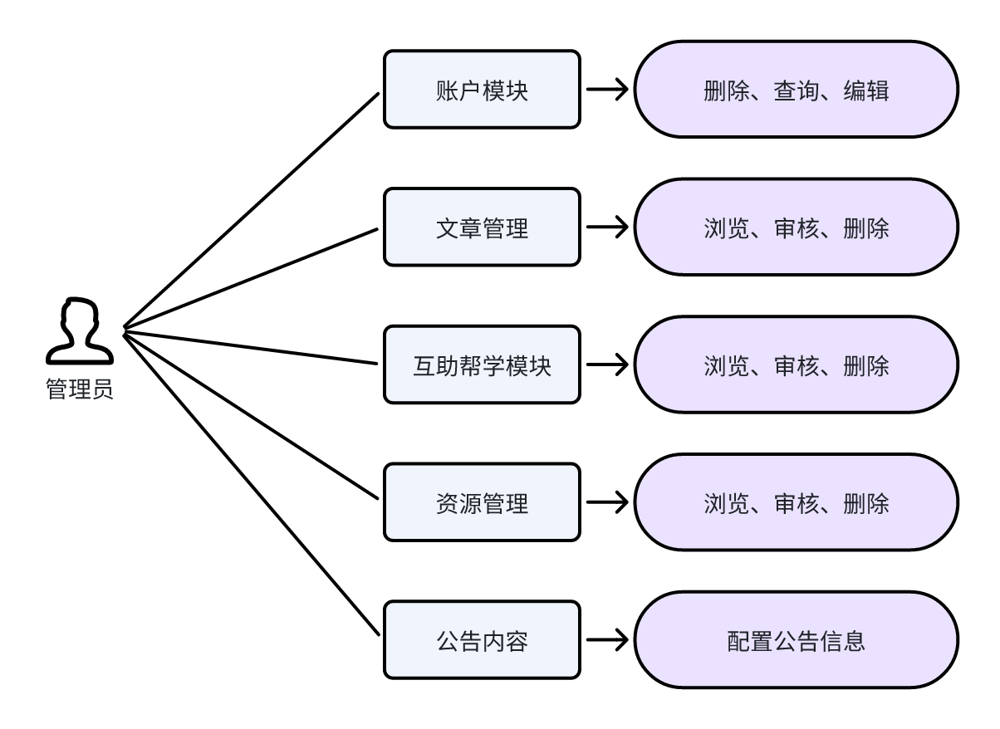 账户模块
删除、查询、编辑
文章管理
浏览、审核、删除
管理员
互助帮学模块
浏览、审核、删除
资源管理
浏览、审核、删除
公告内容
配置公告信息